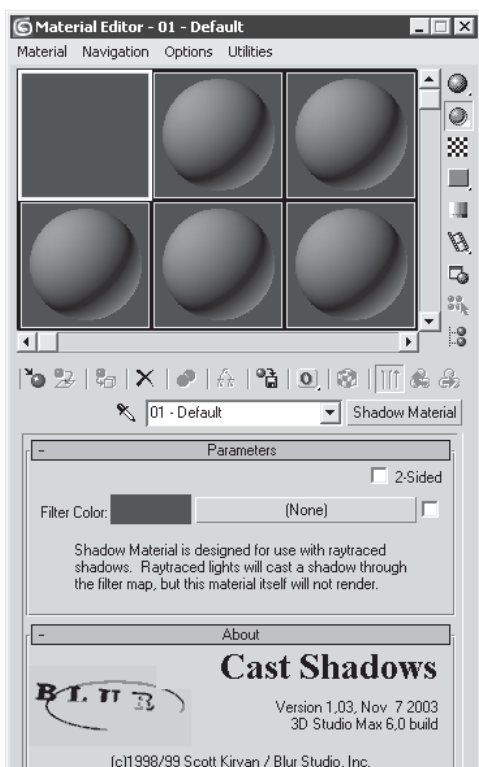 Material Editor - 01 - Default
Material Navigation Options Utilities
01 - Default Shadow Material
- Parameters
2-Sided
Filter Color: (None)
Shadow Material is designed for use with raytraced
shadows. Raytraced lights will cast a shadow through
the filter map, but this material itself will not render.
- About
BLUR
Cast Shadows
Version 1,03, Nov 7 2003
3D Studio Max 6,0 build
(c)1998/99 Scott Kirvan / Blur Studio, Inc.